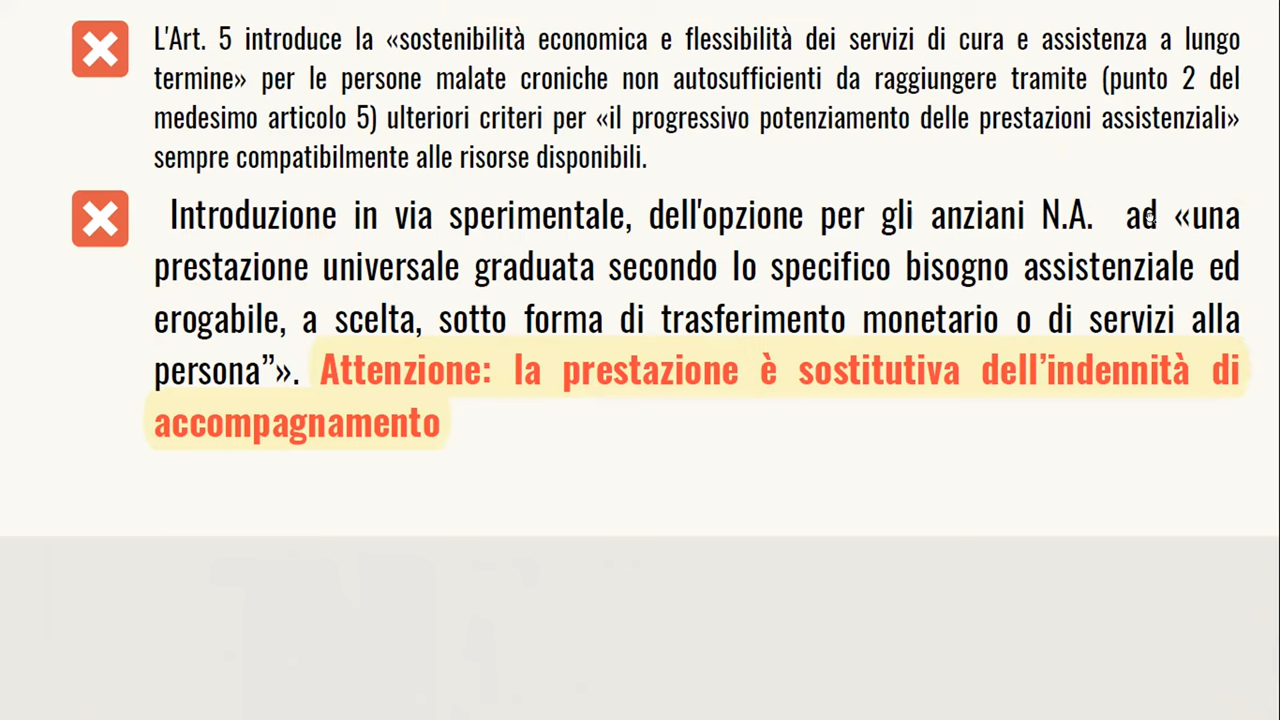 L'Art. 5 introduce la «sostenibilità economica e flessibilità dei servizi di cura e assistenza a lungo
termine» per le persone malate croniche non autosufficienti da raggiungere tramite (punto 2 del
medesimo articolo 5) ulteriori criteri per «il progressivo potenziamento delle prestazioni assistenziali»
sempre compatibilmente alle risorse disponibili.
Introduzione in via sperimentale, dell'opzione per gli anziani N.A. ad «una
prestazione universale graduata secondo lo specifico bisogno assistenziale ed
erogabile, a scelta, sotto forma di trasferimento monetario o di servizi alla
persona”». Attenzione: la prestazione è sostitutiva dell’indennità di
accompagnamento